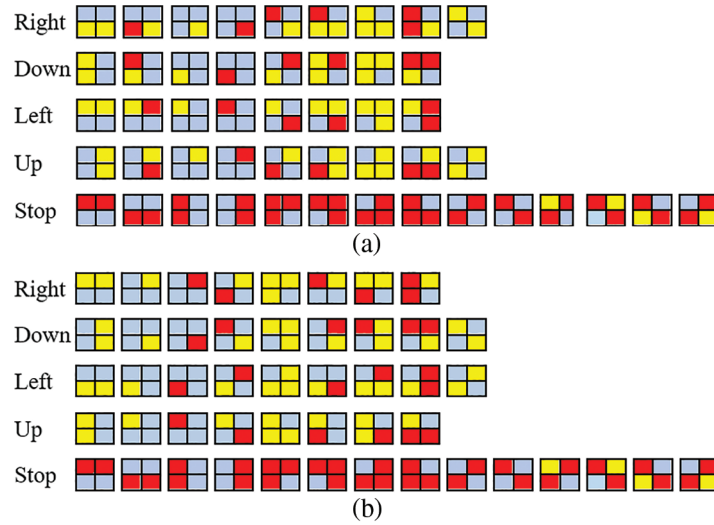 Right
Down
Left
Up
Stop
(a)
Right
Down
Left
Up
Stop
(b)